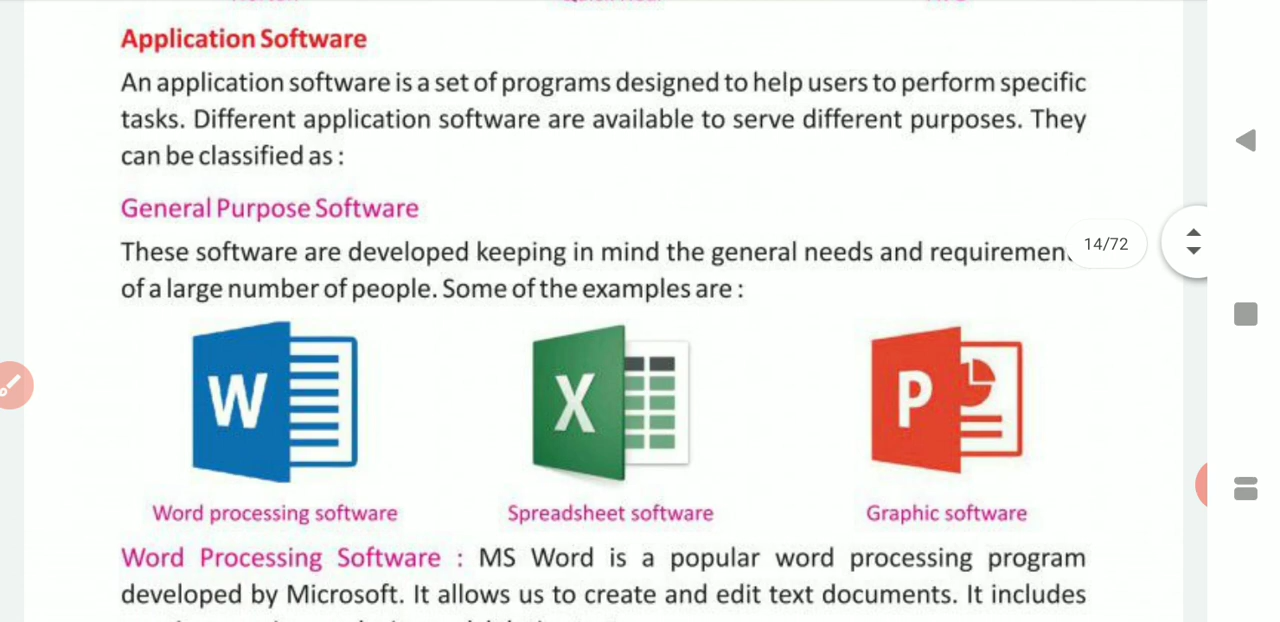 Application Software
An application software is a set of programs designed to help users to perform specific
tasks. Different application software are available to serve different purposes. They
can be classified as :
General Purpose Software
These software are developed keeping in mind the general needs and
14/72
of a large number of people. Some of the examples are :
W
X
P
Word processing software
Spreadsheet software
Graphic software
Word Processing Software : MS Word is a popular word processing program
developed by Microsoft. It allows us to create and edit text documents. It includes